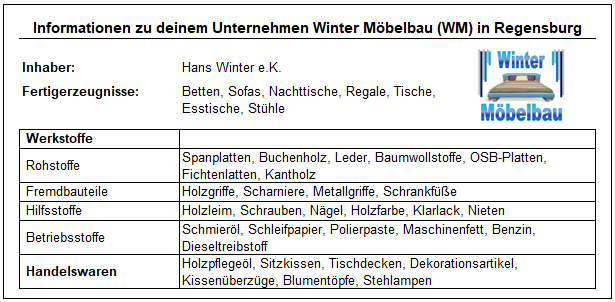 Informationen zu deinem Unternehmen Winter Möbelbau (WM) in Regensburg
Inhaber: Hans Winter e.K.
Fertigerzeugnisse: Betten, Sofas, Nachttische, Regale, Tische,
Esstische, Stühle
Winter
Möbelbau
Werkstoffe
Rohstoffe Spanplatten, Buchenholz, Leder, Baumwollstoffe, OSB-Platten,
Fichtenlatten, Kantholz
Fremdbauteile Holzgriffe, Scharniere, Metallgriffe, Schrankfüße
Hilfsstoffe Holzleim, Schrauben, Nägel, Holzfarbe, Klarlack, Nieten
Betriebsstoffe Schmieröl, Schleifpapier, Polierpaste, Maschinenfett, Benzin,
Dieseltreibstoff
Handelswaren Holzpflegeöl, Sitzkissen, Tischdecken, Dekorationsartikel,
Kissenüberzüge, Blumentöpfe, Stehlampen